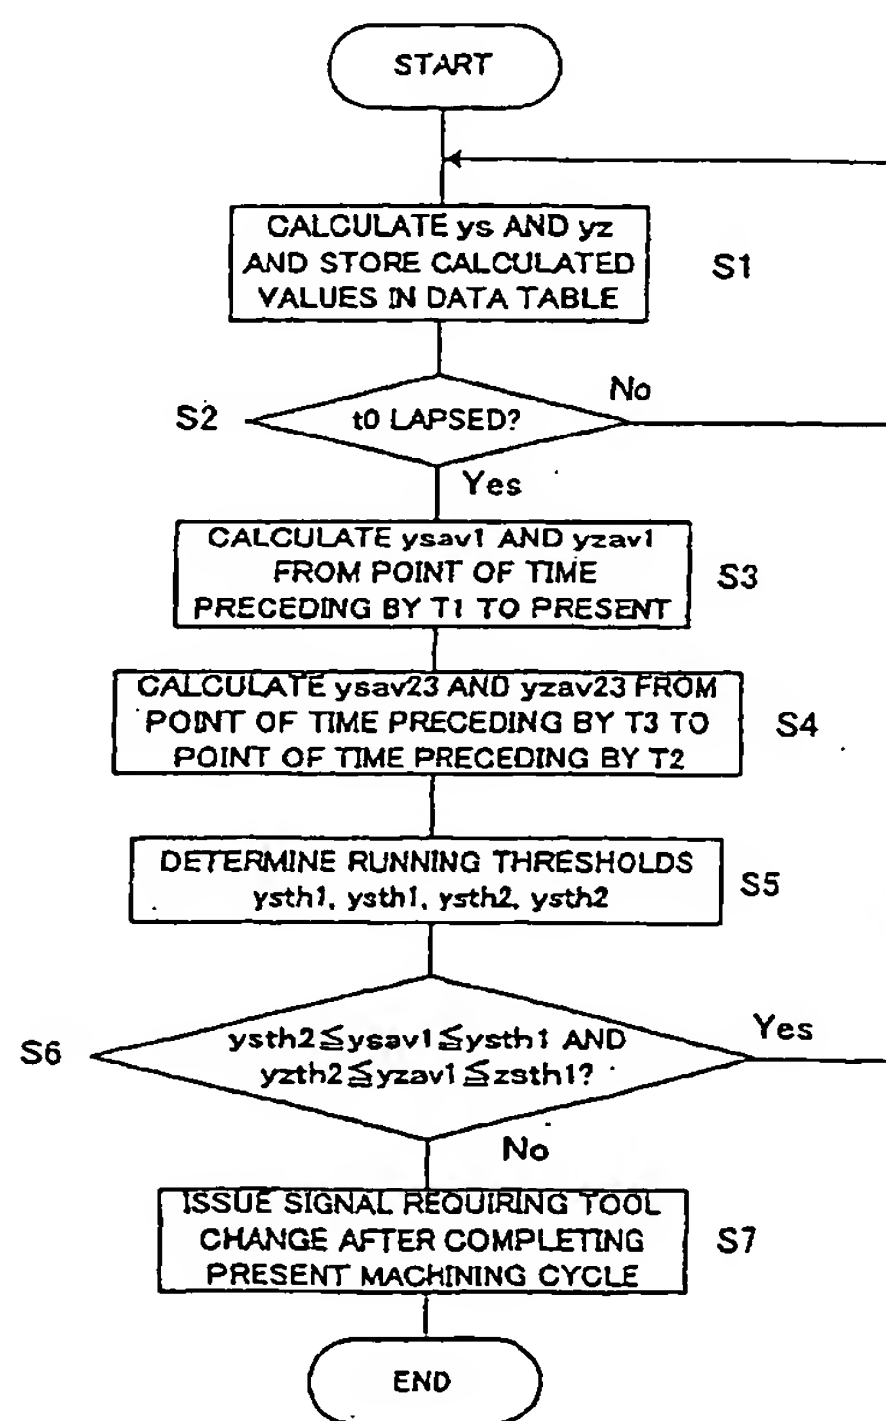 START
CALCULATE ys AND yz
AND STORE CALCULATED
VALUES IN DATA TABLE
S1
No
S2
t0 LAPSED?
Yes
CALCULATE ysav1 AND yzav1
FROM POINT OF TIME
PRECEDING BY T1 TO PRESENT
S3
CALCULATE ysav23 AND yzav23 FROM
POINT OF TIME PRECEDING BY T3 TO
POINT OF TIME PRECEDING BY T2
S4
DETERMINE RUNNING THRESHOLDS
ysth1, ysth1, ysth2, ysth2
S5
Yes
S6
ysth2≦ysav1≦ysth1 AND
yzth2≦yzav1≦zsth1?
No
ISSUE SIGNAL REQUIRING TOOL
CHANGE AFTER COMPLETING
PRESENT MACHINING CYCLE
S7
END